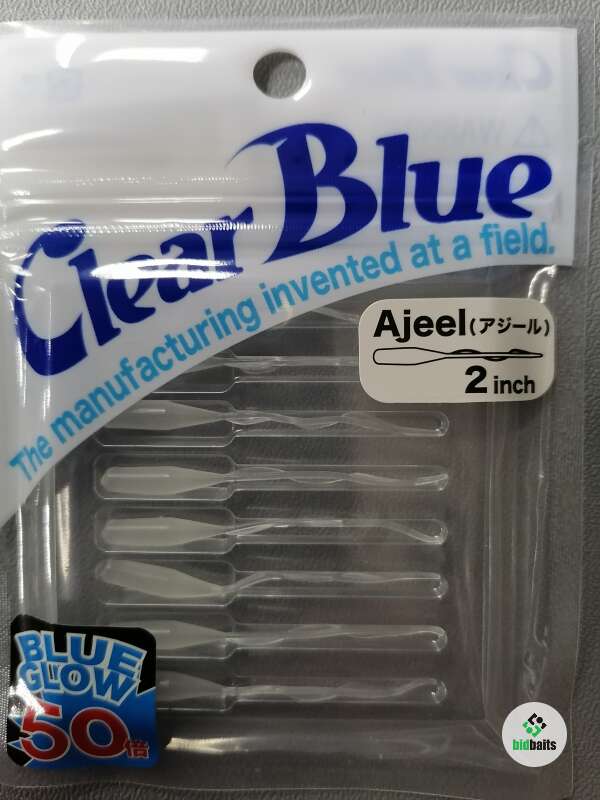 Clear Blue
The manufacturing invented at a field.
Ajeel(アジール)
2 inch
BLUE
GLOW
50倍
bidbaits